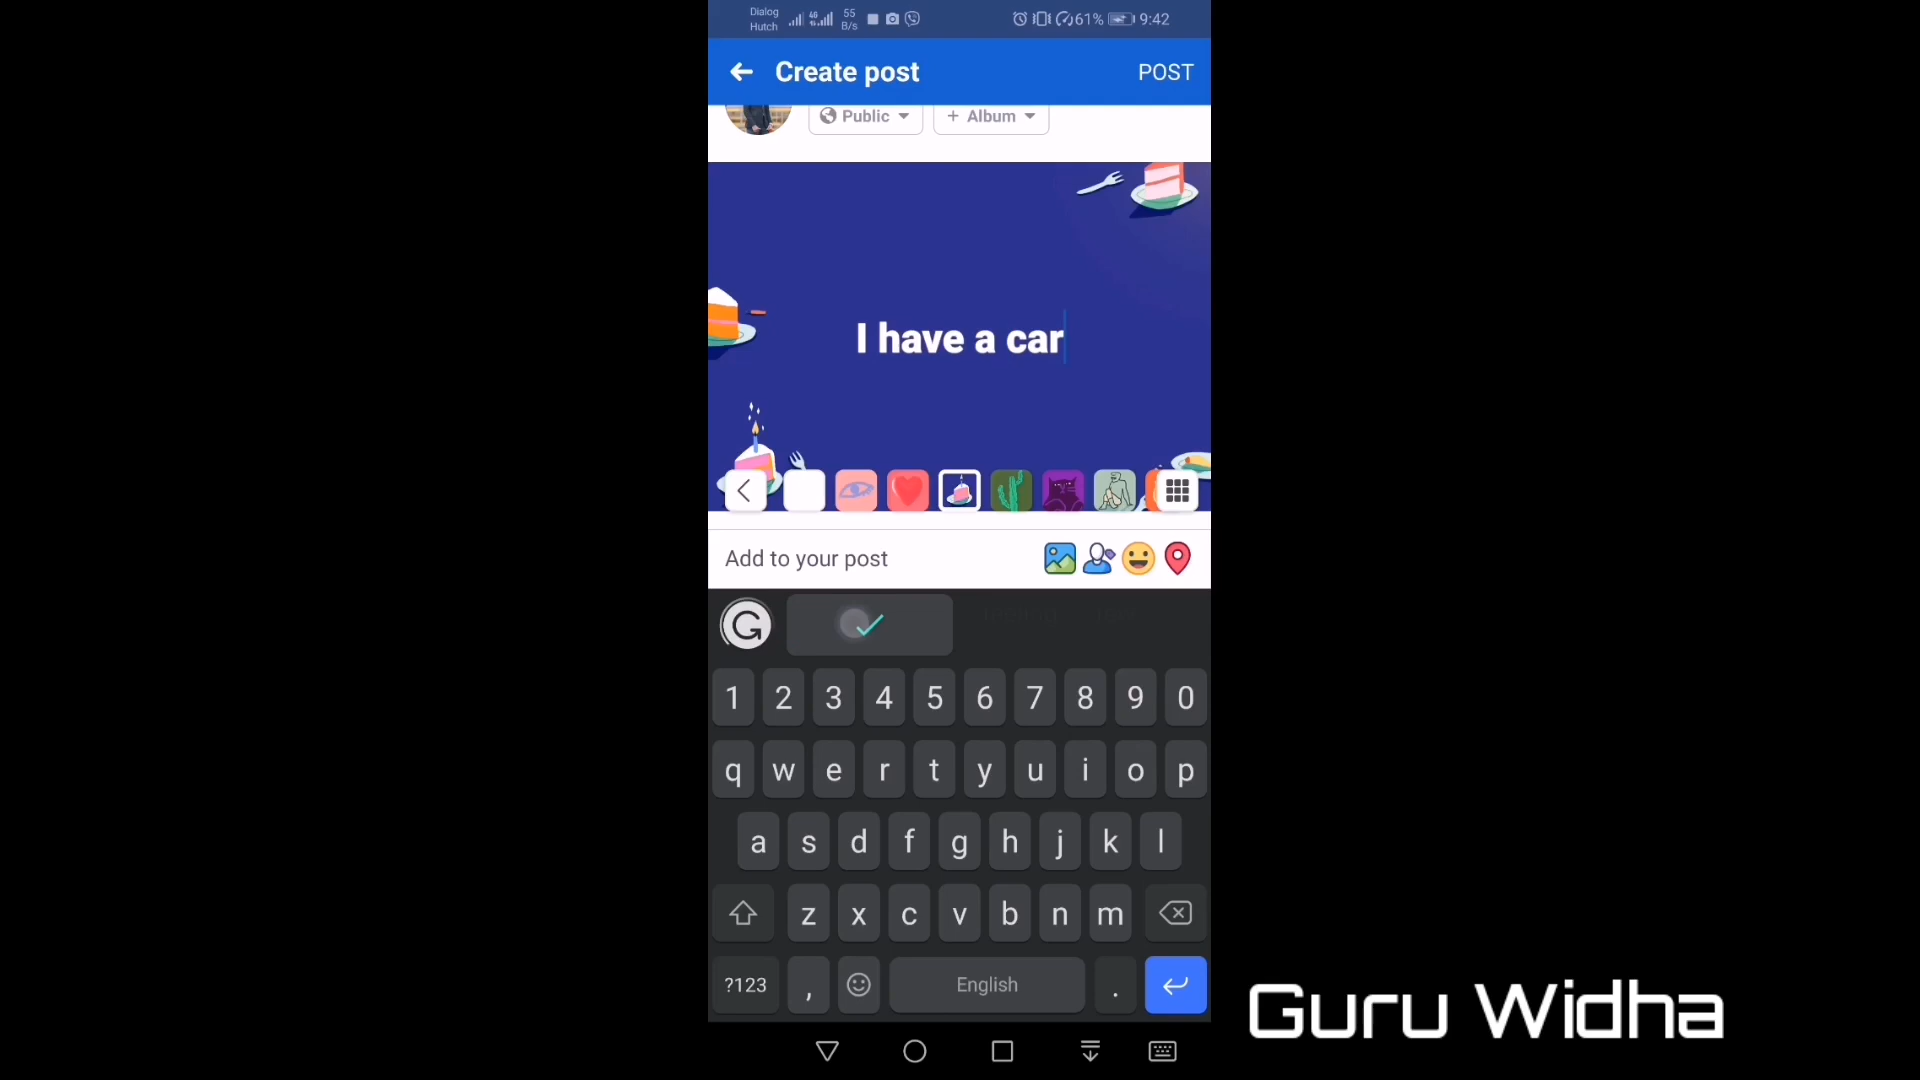 Dialog
Hutch
4G
55
B/s
61%
9:42
Create post
POST
Public
+ Album
I have a car
Add to your post
G
1 2 3 4 5 6 7 8 9 0
q w e r t y u i o p
a s d f g h j k l
z x c v b n m
?123 , English .
Guru Widha